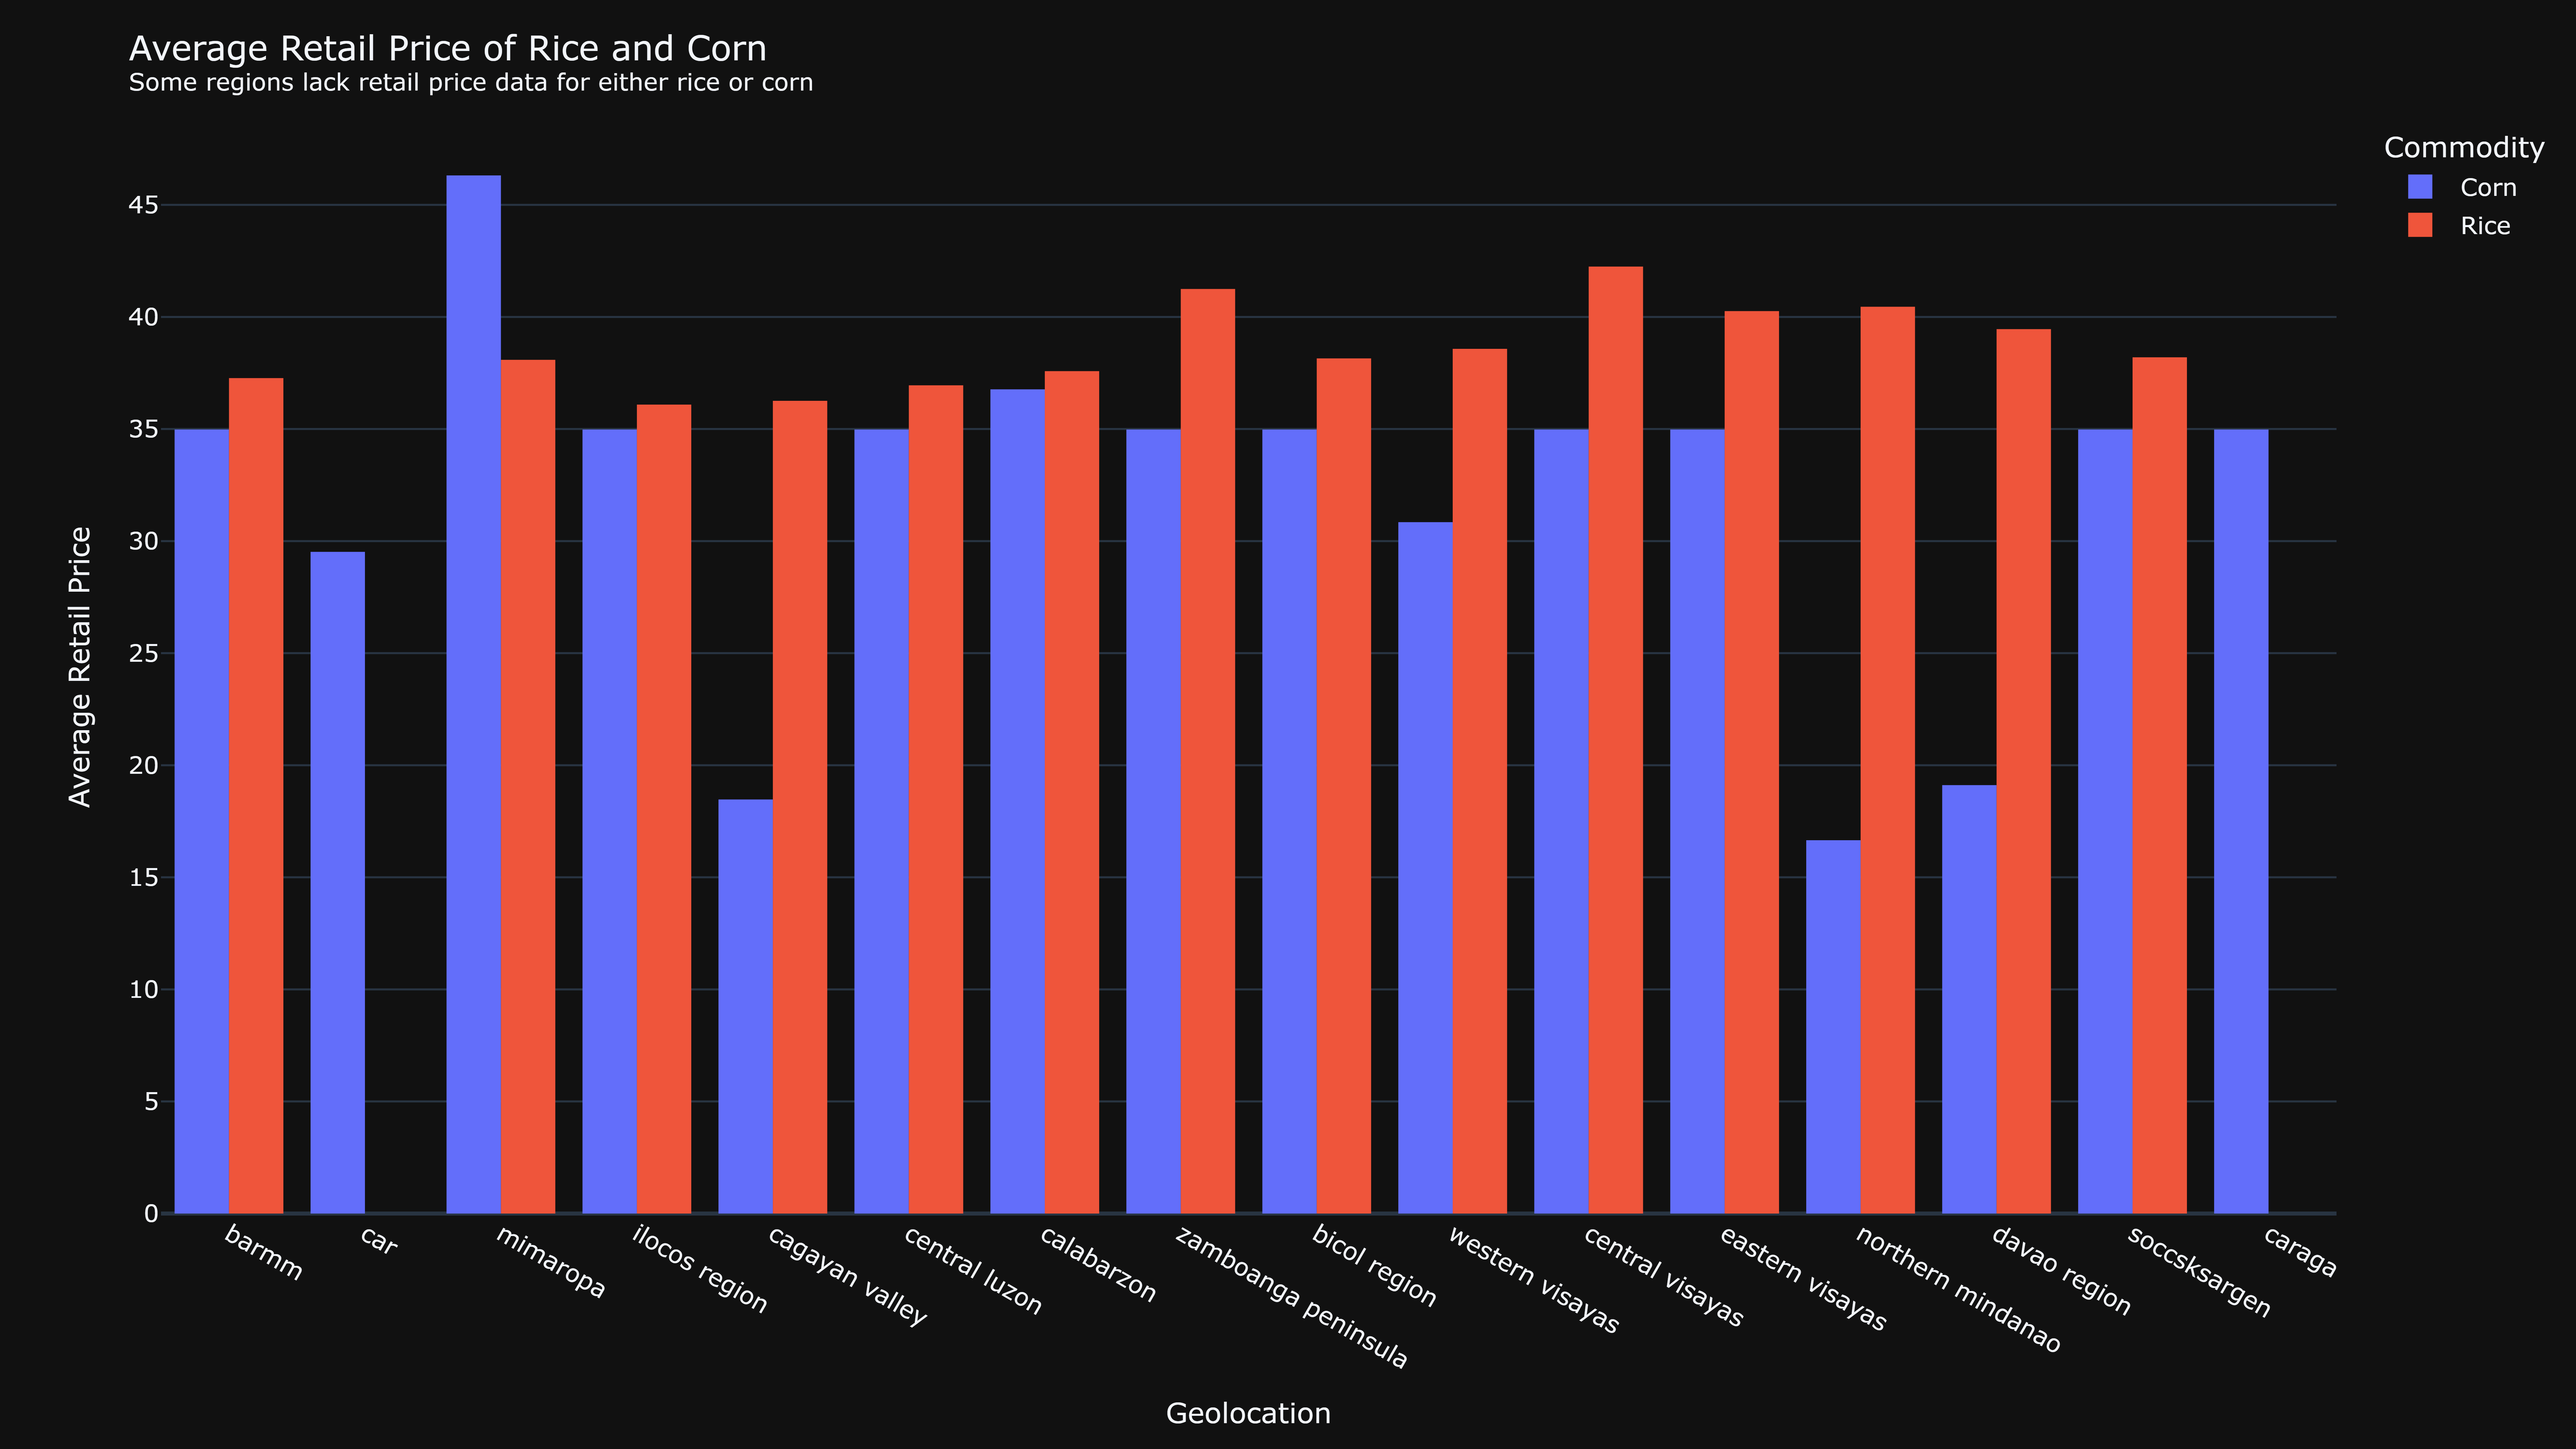 Average Retail Price of Rice and Corn
Some regions lack retail price data for either rice or corn
Commodity
Corn
Rice
Average Retail Price
45
40
35
30
25
20
15
10
5
0
barmm
car
mimaropa
ilocos region
cagayan valley
central luzon
calabarzon
zamboanga peninsula
bicol region
western visayas
central visayas
eastern visayas
northern mindanao
davao region
soccsksargen
caraga
Geolocation